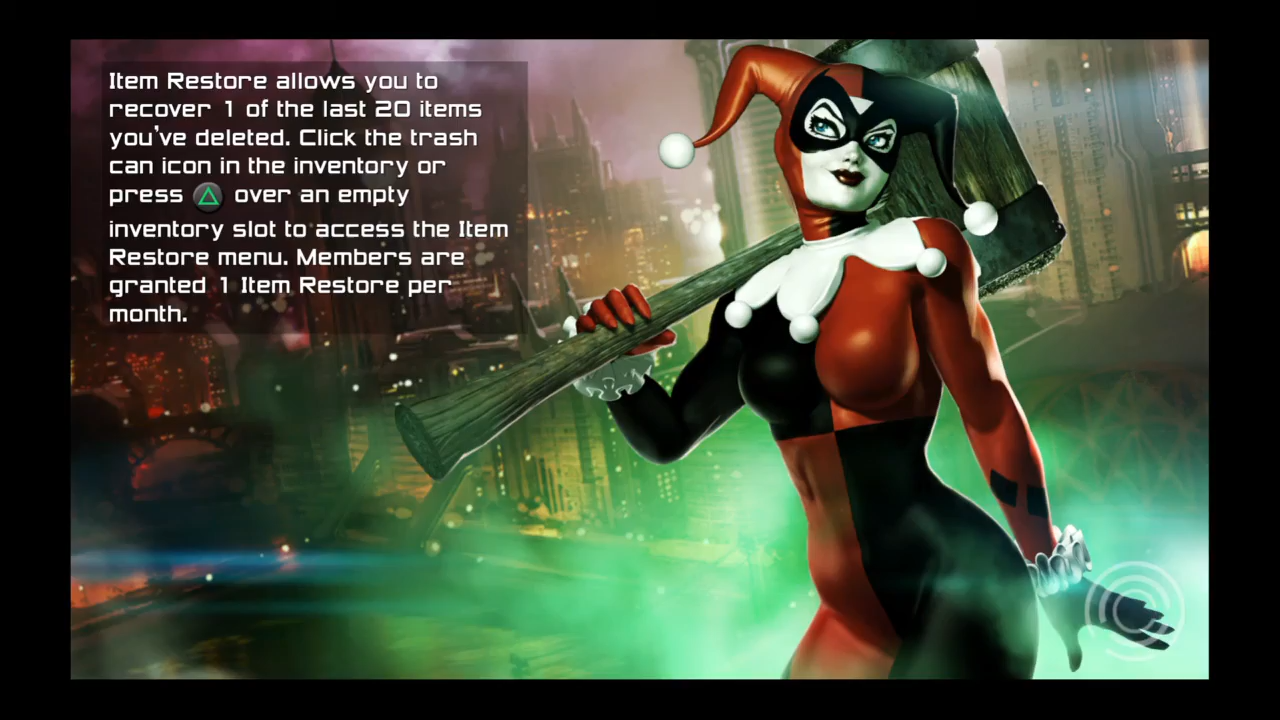 Item Restore allows you to
recover 1 of the last 20 items
you've deleted. Click the trash
can icon in the inventory or
press over an empty
inventory slot to access the Item
Restore menu. Members are
granted 1 Item Restore per
month.